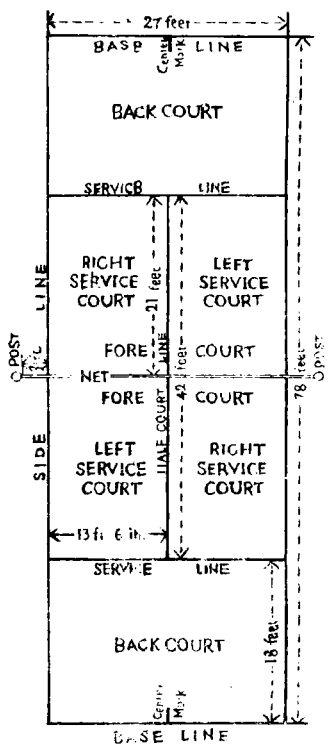 27 feet
BASE LINE
Centre Mark
BACK COURT
SERVICE LINE
21 feet
RIGHT SERVICE COURT
LEFT SERVICE COURT
SIDE LINE
FORE COURT
POST
3 ft.
NET
POST
42 feet
78 feet
HALF COURT LINE
FORE COURT
LEFT SERVICE COURT
RIGHT SERVICE COURT
13 ft 6 in.
SERVICE LINE
18 feet
BACK COURT
Centre Mark
BASE LINE